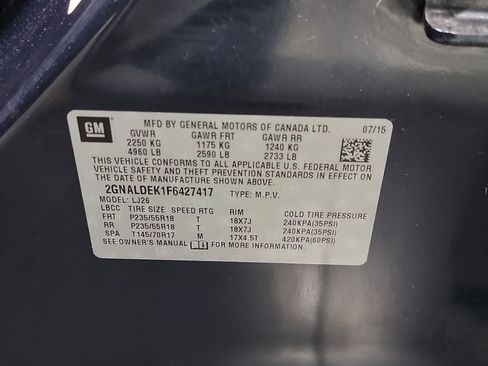 GM
MFD BY GENERAL MOTORS OF CANADA LTD. 07/15
GVWR GAWR FRT GAWR RR
2250 KG 1175 KG 1240 KG
4960 LB 2590 LB 2733 LB
THIS VEHICLE CONFORMS TO ALL APPLICABLE U.S. FEDERAL MOTOR
VEHICLE SAFETY AND THEFT PREVENTION STANDARDS IN EFFECT ON
THE DATE OF MANUFACTURE SHOWN ABOVE.
2GNALDEK1F6427417 TYPE: M.P.V.
MODEL: LJ26
LBCC TIRE SIZE SPEED RTG RIM COLD TIRE PRESSURE
FRT P235/55R18 T 18X7J 240KPA(35PSI)
RR P235/55R18 T 18X7J 240KPA(35PSI)
SPA T145/70R17 M 17X4.5T 420KPA(60PSI)
SEE OWNER'S MANUAL FOR MORE INFORMATION.